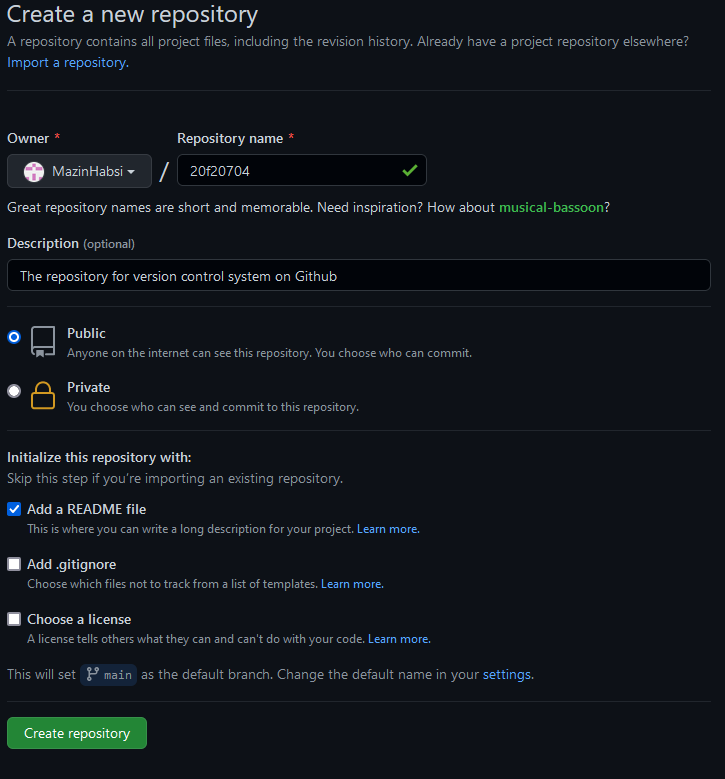 Create a new repository
A repository contains all project files, including the revision history. Already have a project repository elsewhere?
Import a repository.
Owner * Repository name *
MazinHabsi / 20f20704
Great repository names are short and memorable. Need inspiration? How about musical-bassoon?
Description (optional)
The repository for version control system on Github
Public
Anyone on the internet can see this repository. You choose who can commit.
Private
You choose who can see and commit to this repository.
Initialize this repository with:
Skip this step if you're importing an existing repository.
Add a README file
This is where you can write a long description for your project. Learn more.
Add .gitignore
Choose which files not to track from a list of templates. Learn more.
Choose a license
A license tells others what they can and can't do with your code. Learn more.
This will set main as the default branch. Change the default name in your settings.
Create repository